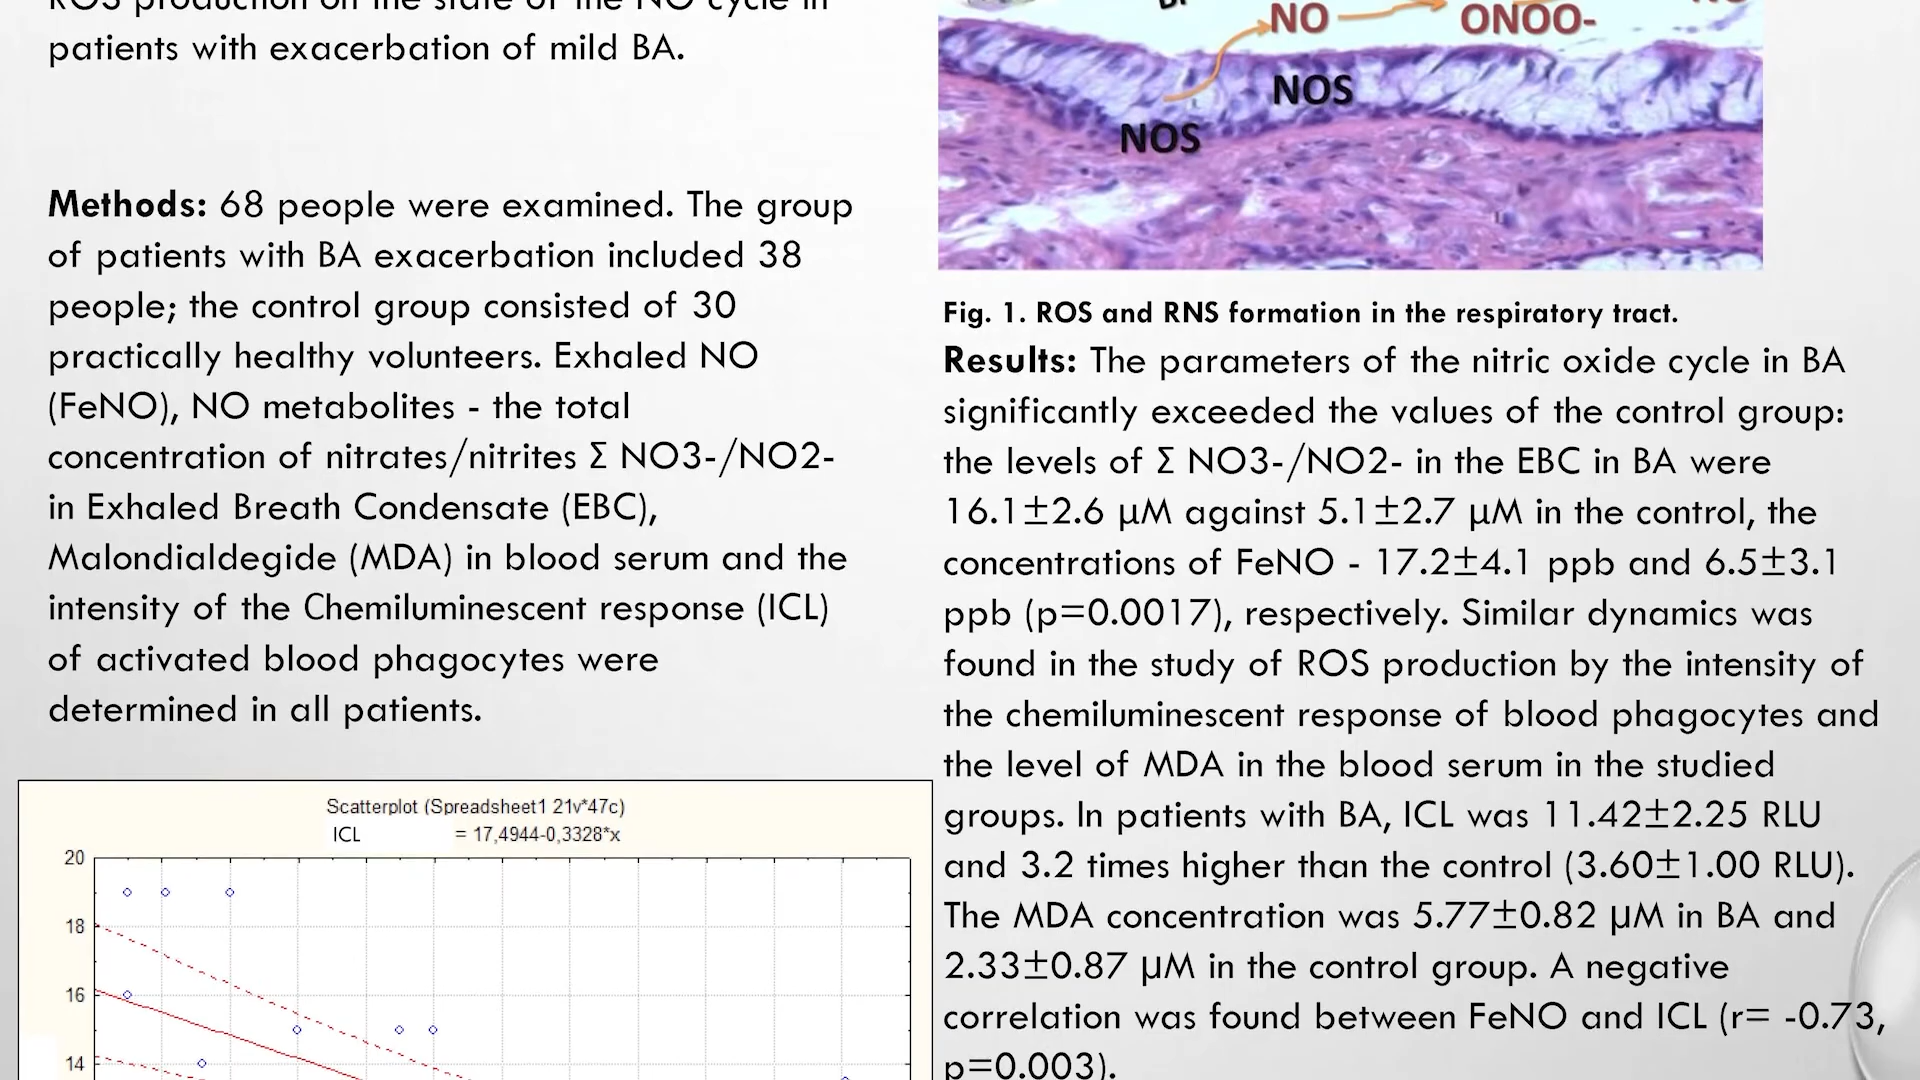 ROS production on the state of the NO cycle in
patients with exacerbation of mild BA.
Methods: 68 people were examined. The group
of patients with BA exacerbation included 38
people; the control group consisted of 30
practically healthy volunteers. Exhaled NO
(FeNO), NO metabolites - the total
concentration of nitrates/nitrites Σ NO3-/NO2-
in Exhaled Breath Condensate (EBC),
Malondialdegide (MDA) in blood serum and the
intensity of the Chemiluminescent response (ICL)
of activated blood phagocytes were
determined in all patients.
Scatterplot (Spreadsheet1 21v*47c)
ICL = 17,4944-0,3328*x
20
18
16
14
NO ONOO-
NOS
NOS
Fig. 1. ROS and RNS formation in the respiratory tract.
Results: The parameters of the nitric oxide cycle in BA
significantly exceeded the values of the control group:
the levels of Σ NO3-/NO2- in the EBC in BA were
16.1±2.6 μM against 5.1±2.7 μM in the control, the
concentrations of FeNO - 17.2±4.1 ppb and 6.5±3.1
ppb (p=0.0017), respectively. Similar dynamics was
found in the study of ROS production by the intensity of
the chemiluminescent response of blood phagocytes and
the level of MDA in the blood serum in the studied
groups. In patients with BA, ICL was 11.42±2.25 RLU
and 3.2 times higher than the control (3.60±1.00 RLU).
The MDA concentration was 5.77±0.82 μM in BA and
2.33±0.87 μM in the control group. A negative
correlation was found between FeNO and ICL (r= -0.73,
p=0.003).